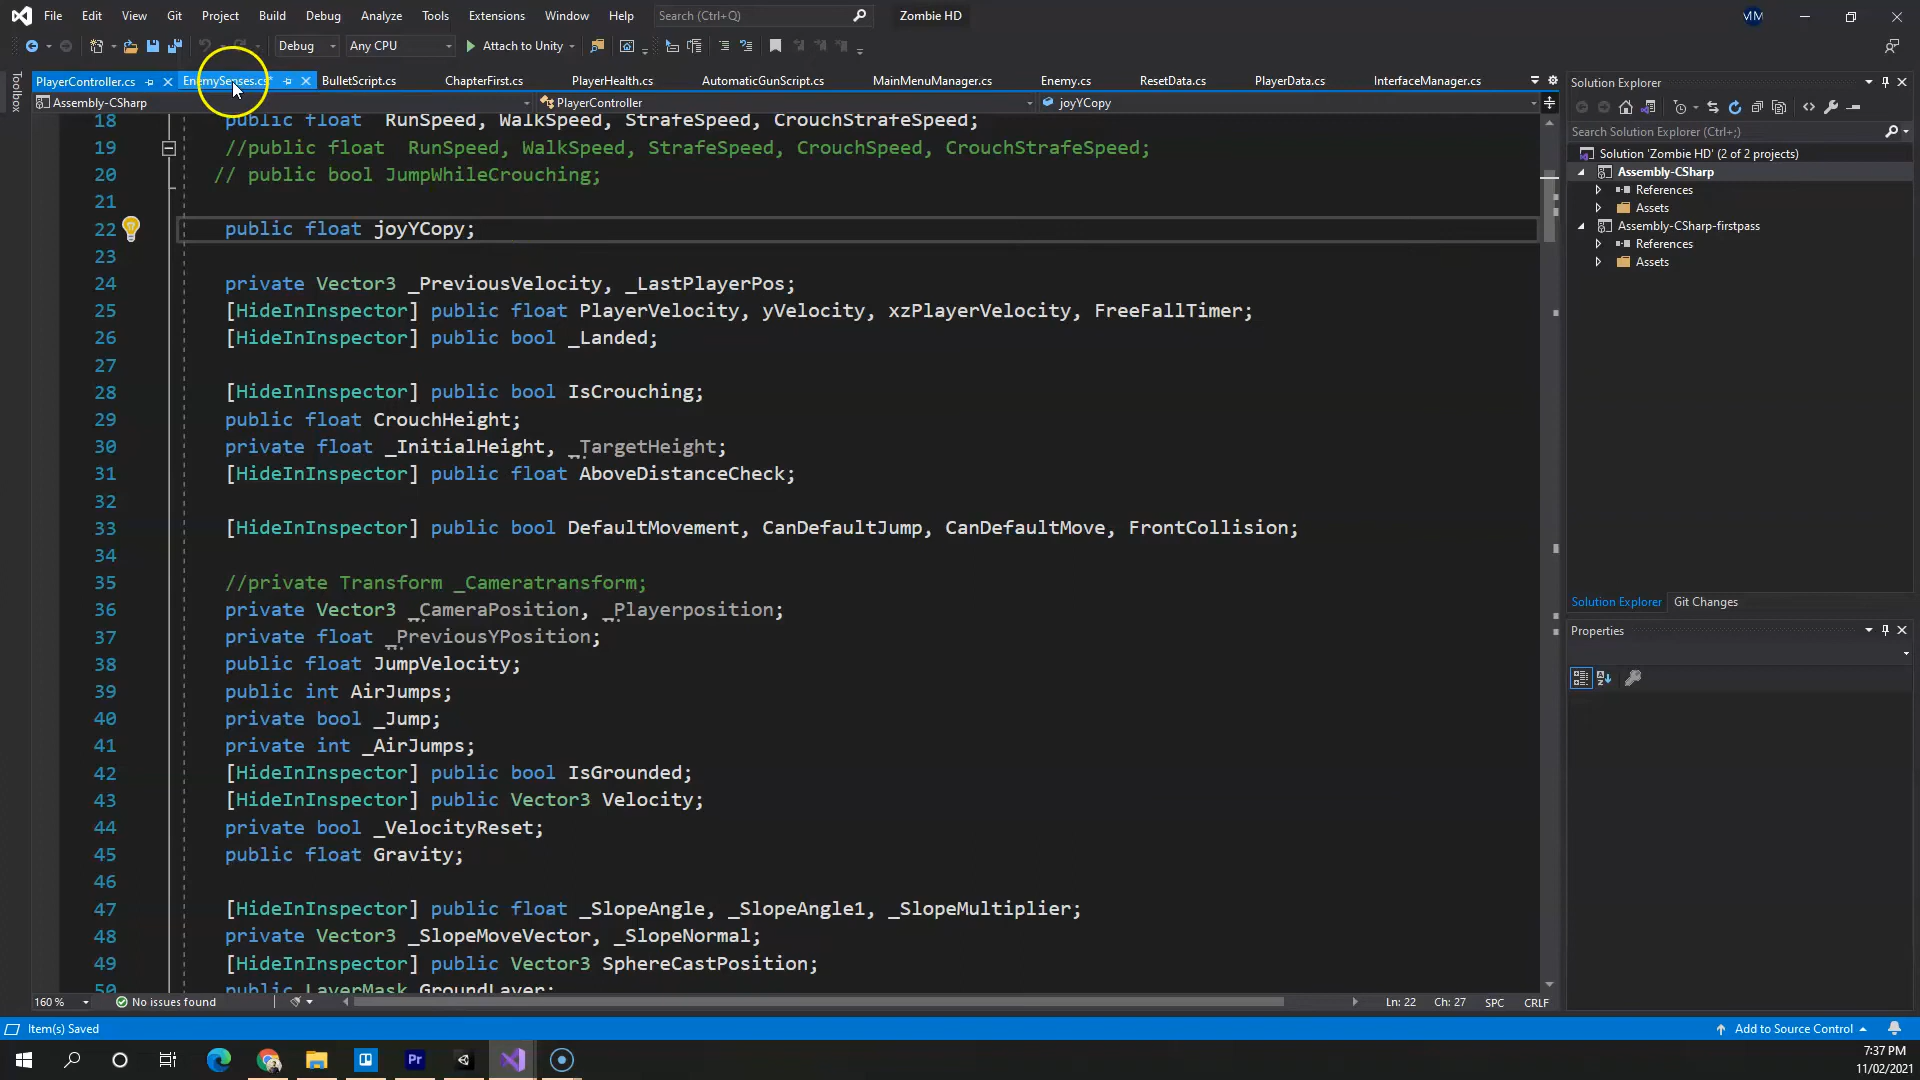 File Edit View Git Project Build Debug Analyze Tools Extensions Window Help Search (Ctrl+Q) Zombie HD MM
Debug Any CPU Attach to Unity
Toolbox
PlayerController.cs EnemySenses.cs* BulletScript.cs ChapterFirst.cs PlayerHealth.cs AutomaticGunScript.cs MainMenuManager.cs Enemy.cs ResetData.cs PlayerData.cs InterfaceManager.cs
Assembly-CSharp PlayerController joyYCopy
18 public float RunSpeed, WalkSpeed, StrafeSpeed, CrouchStrafeSpeed;
19 //public float RunSpeed, WalkSpeed, StrafeSpeed, CrouchSpeed, CrouchStrafeSpeed;
20 // public bool JumpWhileCrouching;
21
22 public float joyYCopy;
23
24 private Vector3 _PreviousVelocity, _LastPlayerPos;
25 [HideInInspector] public float PlayerVelocity, yVelocity, xzPlayerVelocity, FreeFallTimer;
26 [HideInInspector] public bool _Landed;
27
28 [HideInInspector] public bool IsCrouching;
29 public float CrouchHeight;
30 private float _InitialHeight, _TargetHeight;
31 [HideInInspector] public float AboveDistanceCheck;
32
33 [HideInInspector] public bool DefaultMovement, CanDefaultJump, CanDefaultMove, FrontCollision;
34
35 //private Transform _Cameratransform;
36 private Vector3 _CameraPosition, _Playerposition;
37 private float _PreviousYPosition;
38 public float JumpVelocity;
39 public int AirJumps;
40 private bool _Jump;
41 private int _AirJumps;
42 [HideInInspector] public bool IsGrounded;
43 [HideInInspector] public Vector3 Velocity;
44 private bool _VelocityReset;
45 public float Gravity;
46
47 [HideInInspector] public float _SlopeAngle, _SlopeAngle1, _SlopeMultiplier;
48 private Vector3 _SlopeMoveVector, _SlopeNormal;
49 [HideInInspector] public Vector3 SphereCastPosition;
50 public LayerMask GroundLayer;
160 % No issues found Ln: 22 Ch: 27 SPC CRLF
Solution Explorer
Search Solution Explorer (Ctrl+;)
Solution 'Zombie HD' (2 of 2 projects)
Assembly-CSharp
References
Assets
Assembly-CSharp-firstpass
References
Assets
Solution Explorer Git Changes
Properties
Item(s) Saved Add to Source Control
Pr
7:37 PM
11/02/2021